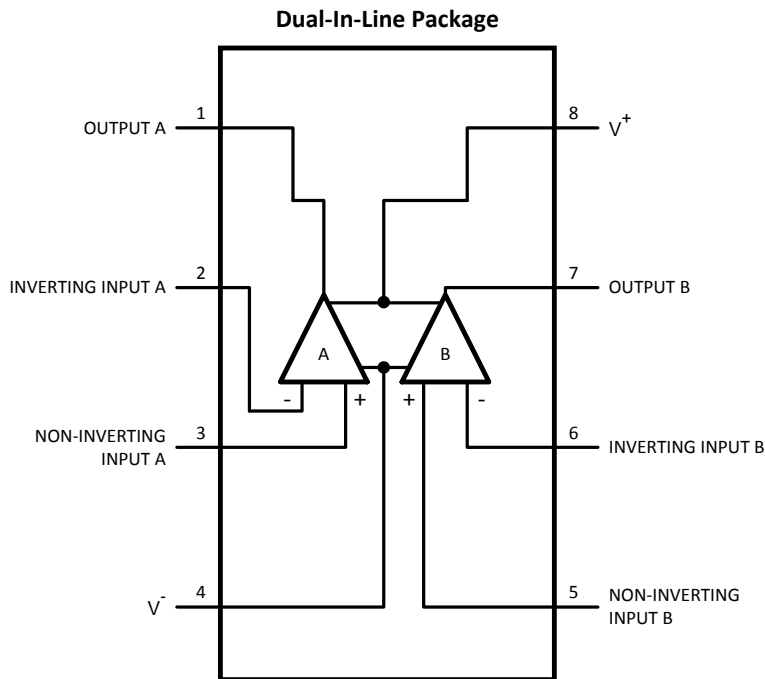 Dual-In-Line Package
1
OUTPUT A
8
V+
2
INVERTING INPUT A
7
OUTPUT B
A
B
-
+
+
-
3
NON-INVERTING
INPUT A
6
INVERTING INPUT B
4
V-
5
NON-INVERTING
INPUT B